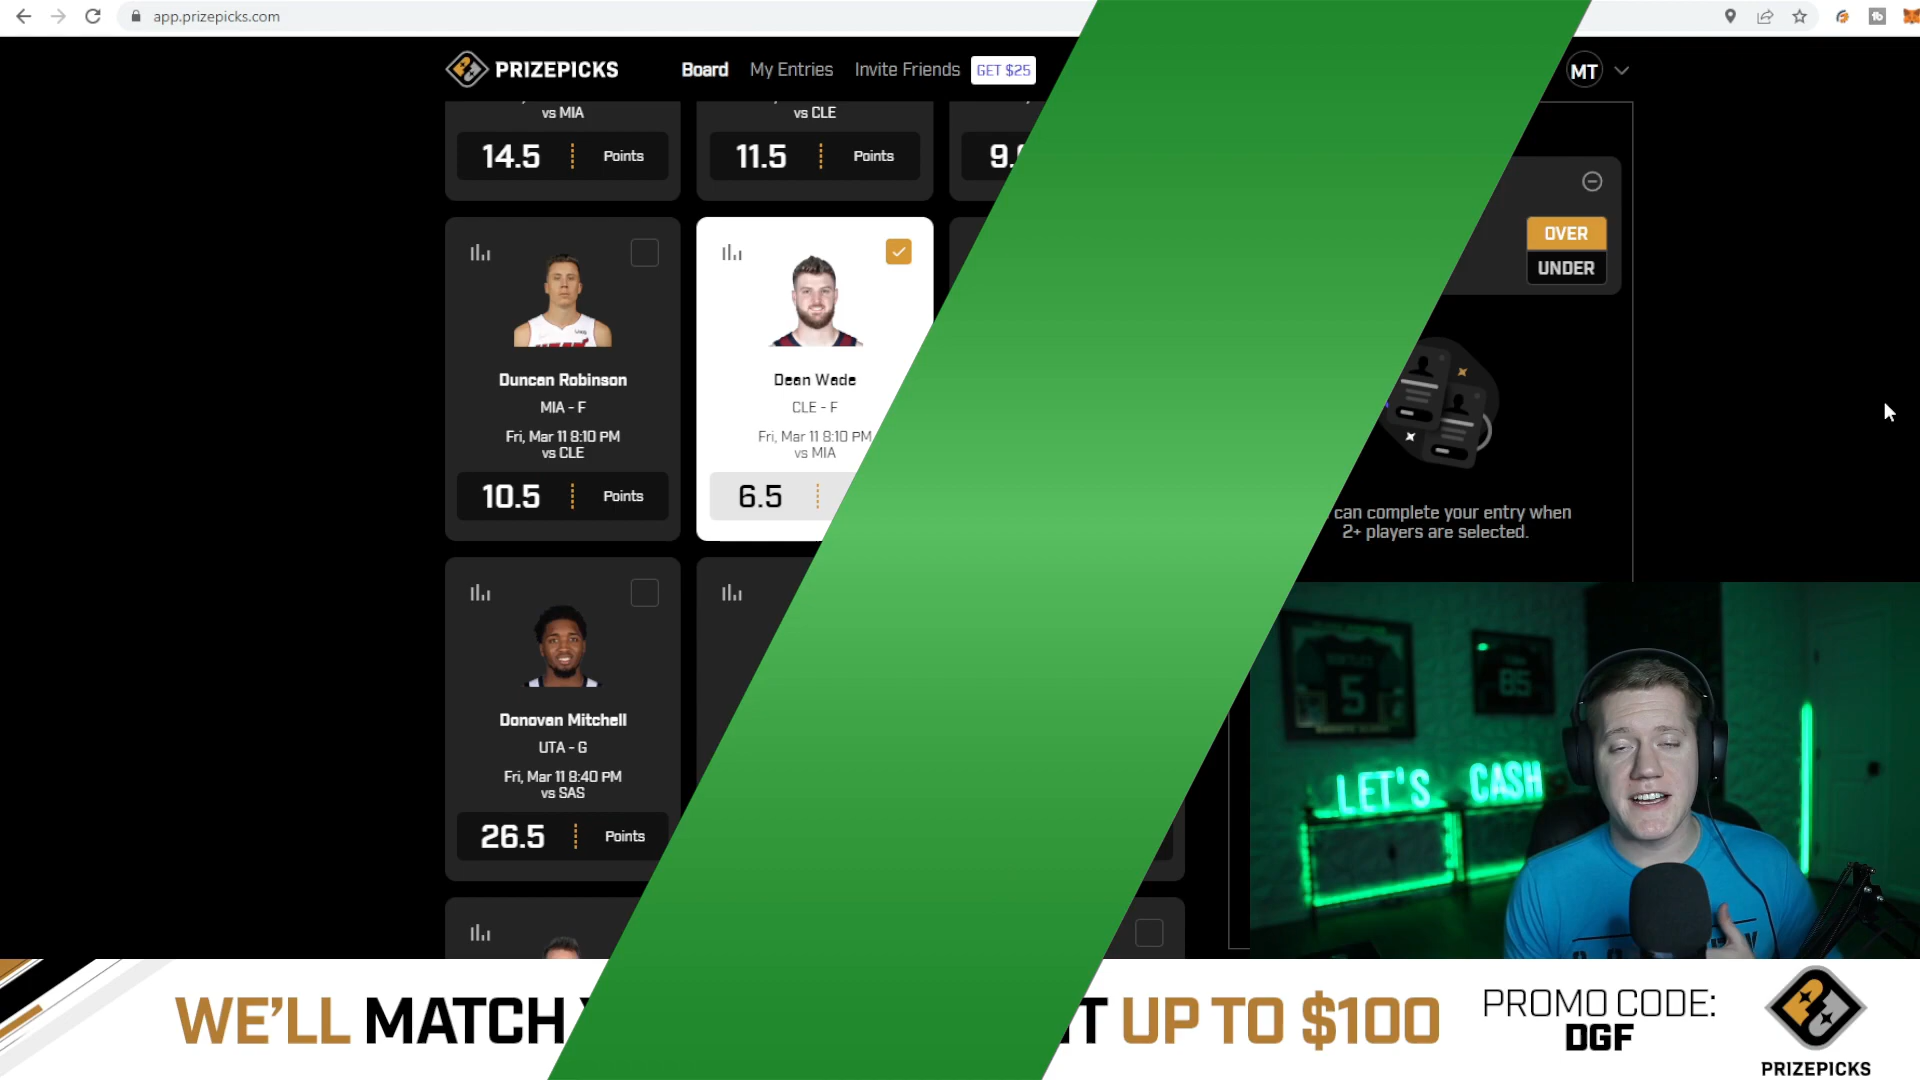 app.prizepicks.com
PRIZEPICKS
Board
My Entries
Invite Friends
GET $25
MT
vs MIA
14.5
Points
vs CLE
11.5
Points
OVER
UNDER
Duncan Robinson
MIA - F
Fri, Mar 11 8:10 PM
vs CLE
10.5
Points
Dean Wade
CLE - F
Fri, Mar 11 8:10 PM
vs MIA
6.5
can complete your entry when
2+ players are selected.
Donovan Mitchell
UTA - G
Fri, Mar 11 8:40 PM
vs SAS
26.5
Points
5
85
LET'S CASH
WE'LL MATCH
UP TO $100
PROMO CODE:
DGF
PRIZEPICKS